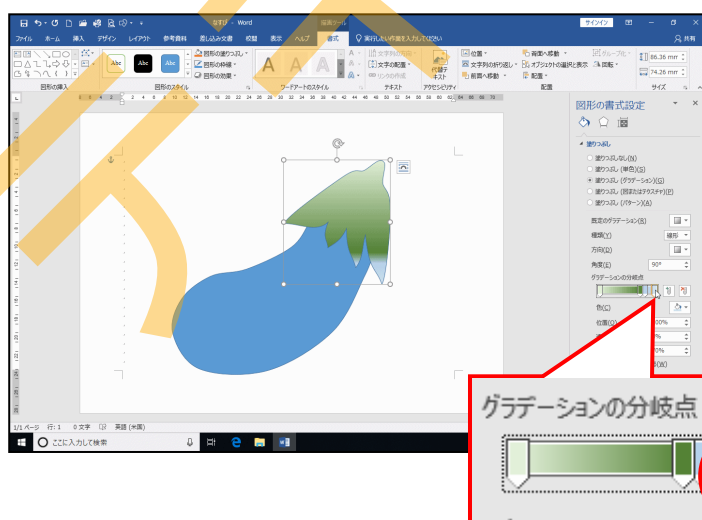 なすび - Word
描画ツール
サインイン
ファイル ホーム 挿入 デザイン レイアウト 参考資料 差し込み文書 校閲 表示 ヘルプ 書式 実行したい作業を入力してください 共有
Abc Abc Abc
図形の塗りつぶし
図形の枠線
図形の効果
A A A
文字列の方向
文字の配置
リンクの作成
代替テキスト
位置
文字列の折り返し
前面へ移動
背面へ移動
オブジェクトの選択と表示
配置
グループ化
回転
86.36 mm
74.26 mm
図形の挿入 図形のスタイル ワードアートのスタイル テキスト アクセシビリティ 配置 サイズ
図形の書式設定
塗りつぶし
塗りつぶしなし(N)
塗りつぶし (単色)(S)
塗りつぶし (グラデーション)(G)
塗りつぶし (図またはテクスチャ)(P)
塗りつぶし (パターン)(A)
既定のグラデーション(R)
種類(Y) 線形
方向(D)
角度(E) 90°
グラデーションの分岐点
色(C)
位置(O)
グラデーションの分岐点
1/1 ページ 行: 1 0 文字 英語 (米国)
ここに入力して検索